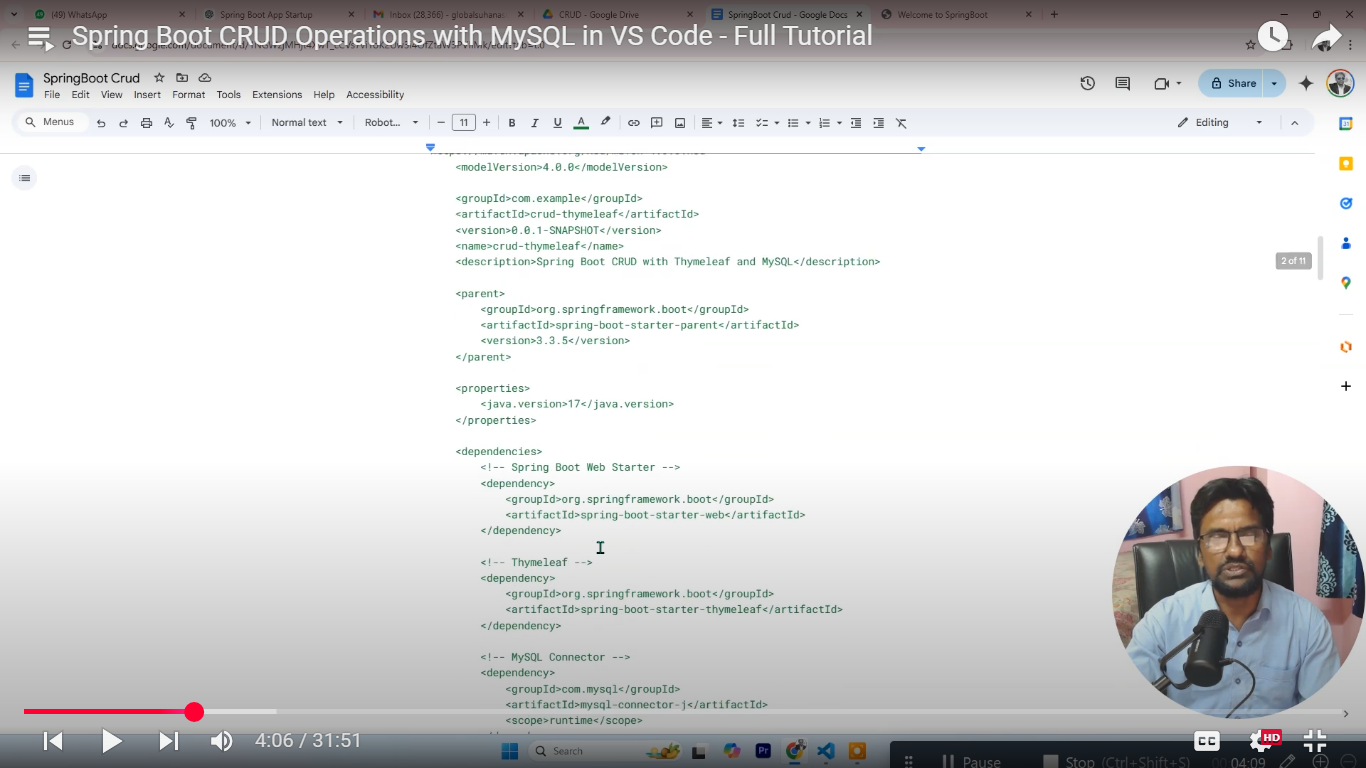 (49) WhatsApp
Spring Boot App Startup
Inbox (28,366) - globalsuhana
CRUD - Google Drive
SpringBoot Crud - Google Docs
Welcome to SpringBoot
Spring Boot CRUD Operations with MySQL in VS Code - Full Tutorial
SpringBoot Crud
File Edit View Insert Format Tools Extensions Help Accessibility
Share
Menus
100%
Normal text
Robot...
11
Editing
<modelVersion>4.0.0</modelVersion>
<groupId>com.example</groupId>
<artifactId>crud-thymeleaf</artifactId>
<version>0.0.1-SNAPSHOT</version>
<name>crud-thymeleaf</name>
<description>Spring Boot CRUD with Thymeleaf and MySQL</description>
2 of 11
<parent>
<groupId>org.springframework.boot</groupId>
<artifactId>spring-boot-starter-parent</artifactId>
<version>3.3.5</version>
</parent>
<properties>
<java.version>17</java.version>
</properties>
<dependencies>
<!-- Spring Boot Web Starter -->
<dependency>
<groupId>org.springframework.boot</groupId>
<artifactId>spring-boot-starter-web</artifactId>
</dependency>
<!-- Thymeleaf -->
<dependency>
<groupId>org.springframework.boot</groupId>
<artifactId>spring-boot-starter-thymeleaf</artifactId>
</dependency>
<!-- MySQL Connector -->
<dependency>
<groupId>com.mysql</groupId>
<artifactId>mysql-connector-j</artifactId>
<scope>runtime</scope>
4:06 / 31:51
CC
HD
Search
Pr
Pause
Stop (Ctrl+Shift+S)
00:04:09